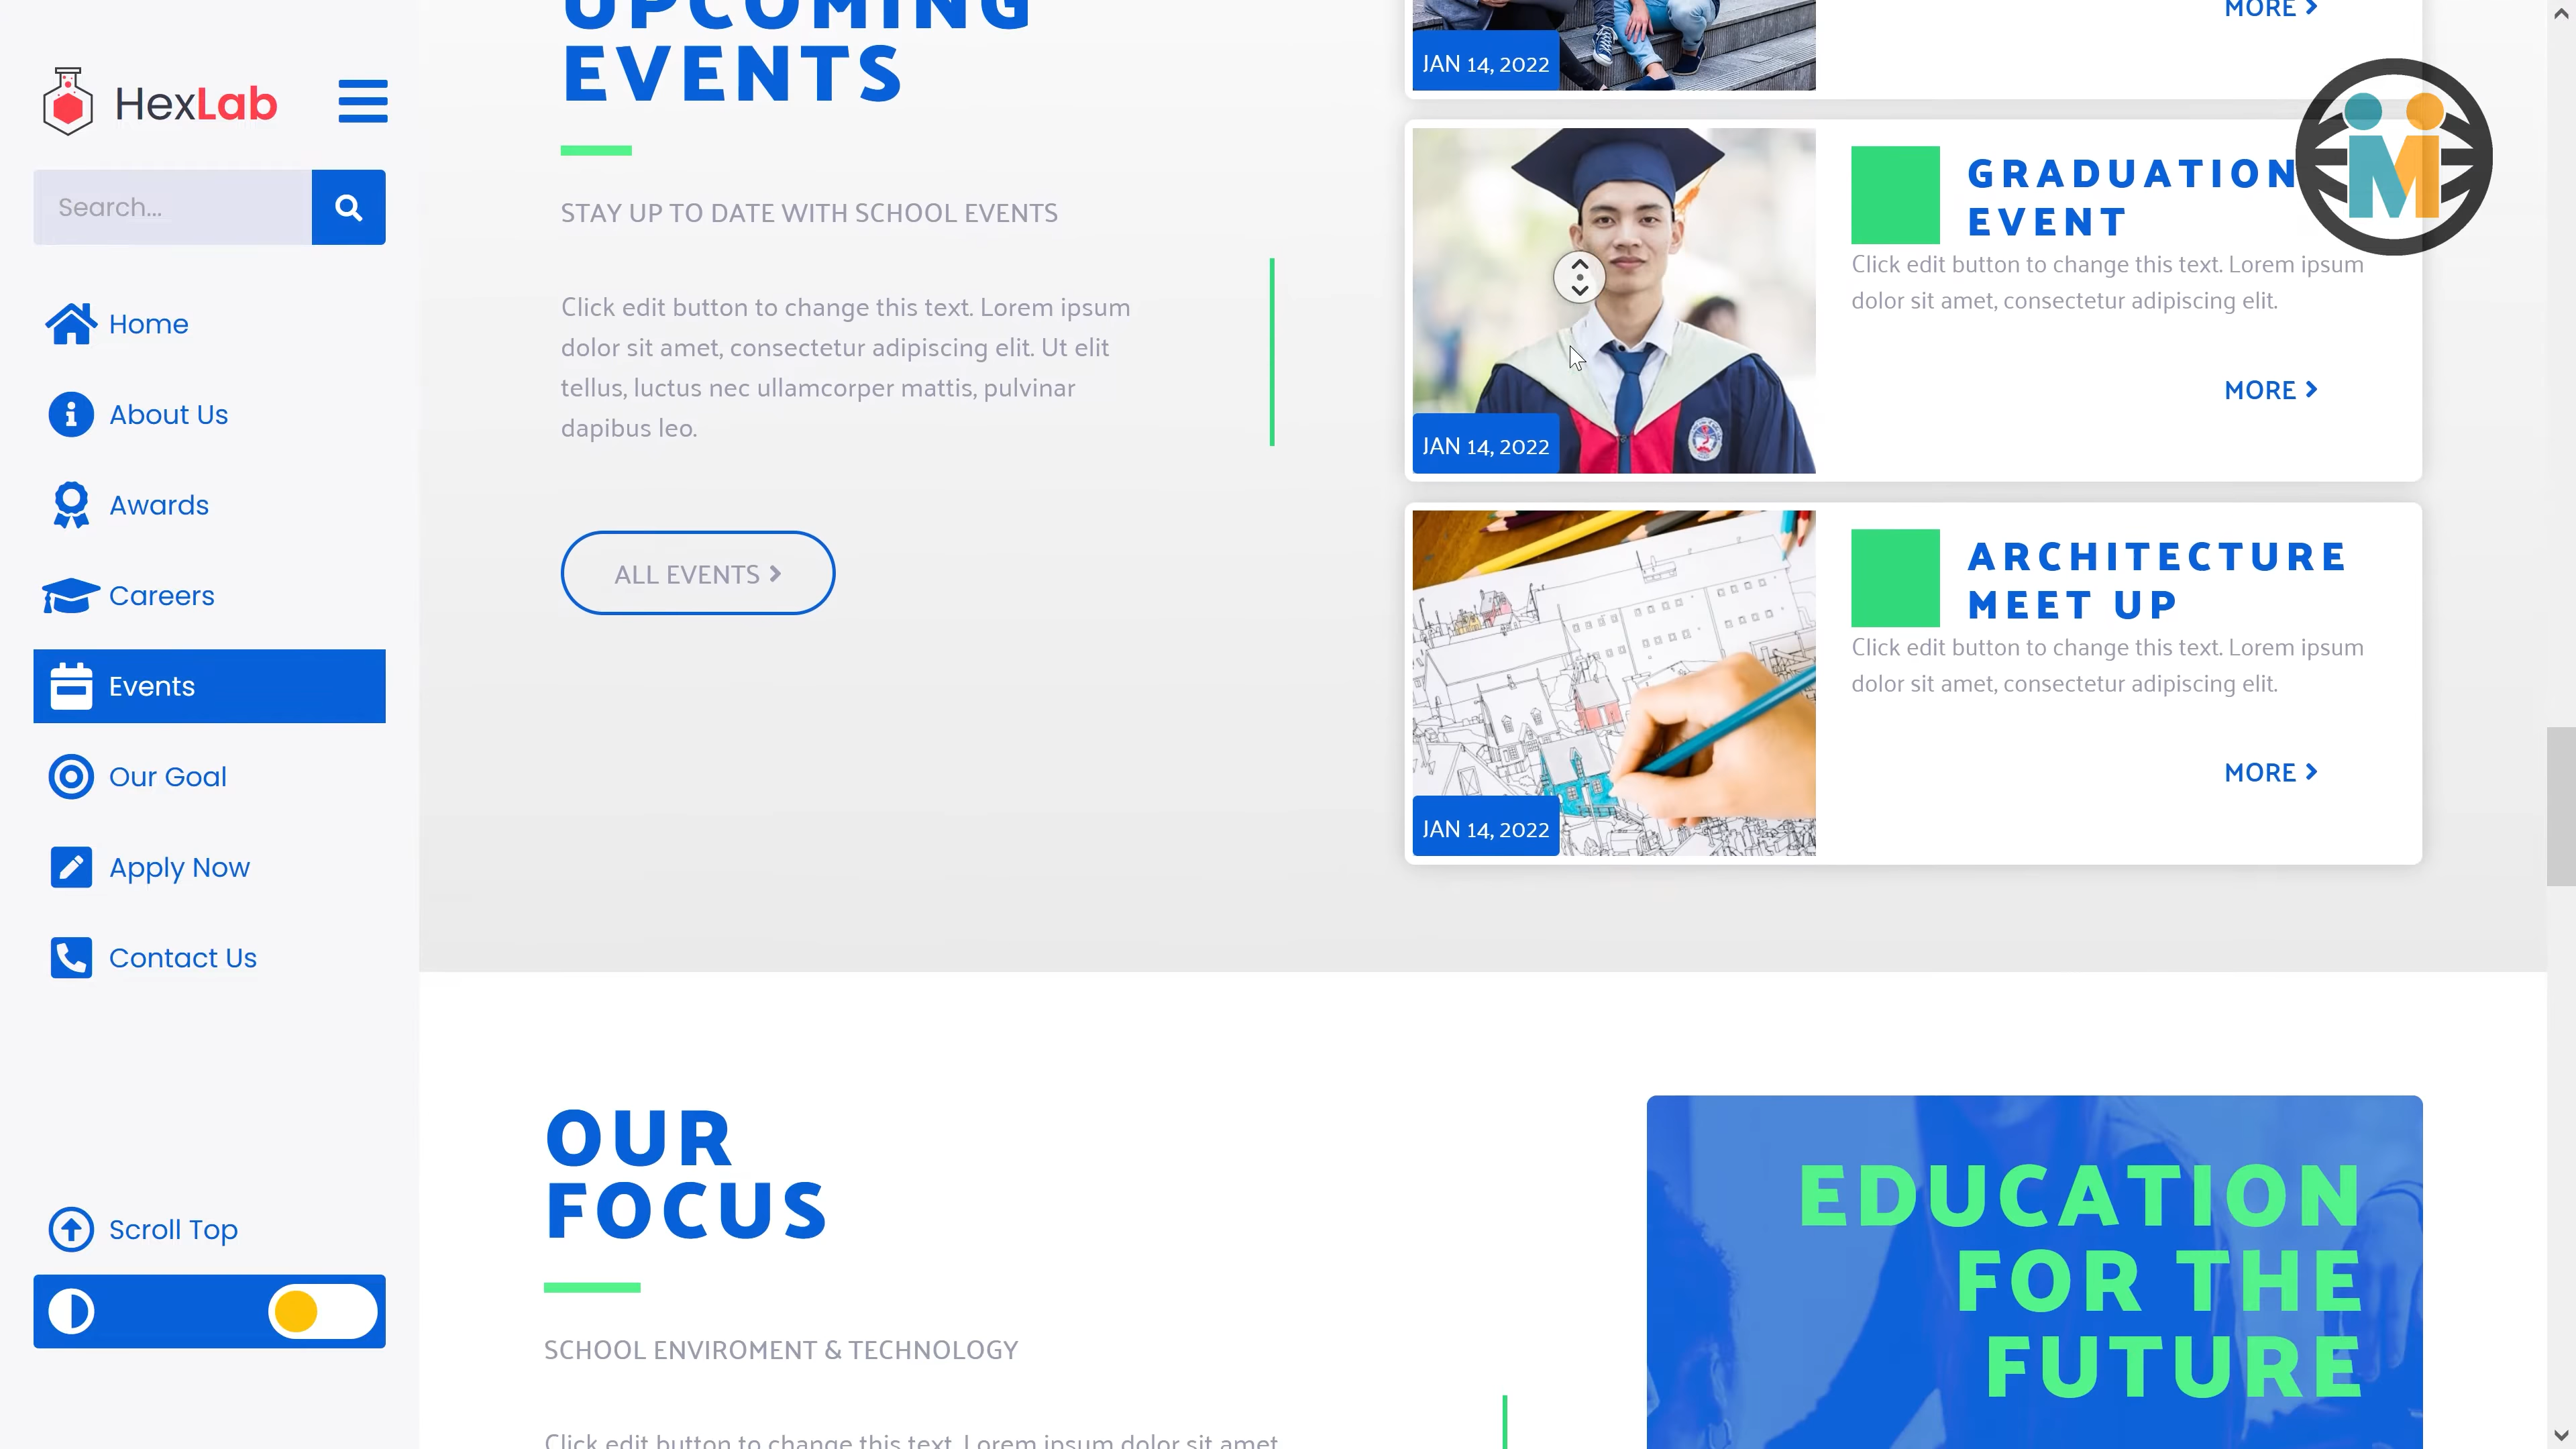 HexLab
Search...
Home
About Us
Awards
Careers
Events
Our Goal
Apply Now
Contact Us
Scroll Top
UPCOMING
EVENTS
STAY UP TO DATE WITH SCHOOL EVENTS
Click edit button to change this text. Lorem ipsum
dolor sit amet, consectetur adipiscing elit. Ut elit
tellus, luctus nec ullamcorper mattis, pulvinar
dapibus leo.
ALL EVENTS
MORE
JAN 14, 2022
GRADUATION
EVENT
Click edit button to change this text. Lorem ipsum
dolor sit amet, consectetur adipiscing elit.
MORE
JAN 14, 2022
ARCHITECTURE
MEET UP
Click edit button to change this text. Lorem ipsum
dolor sit amet, consectetur adipiscing elit.
MORE
JAN 14, 2022
OUR
FOCUS
SCHOOL ENVIROMENT & TECHNOLOGY
Click edit button to change this text. Lorem ipsum dolor sit amet
EDUCATION
FOR THE
FUTURE